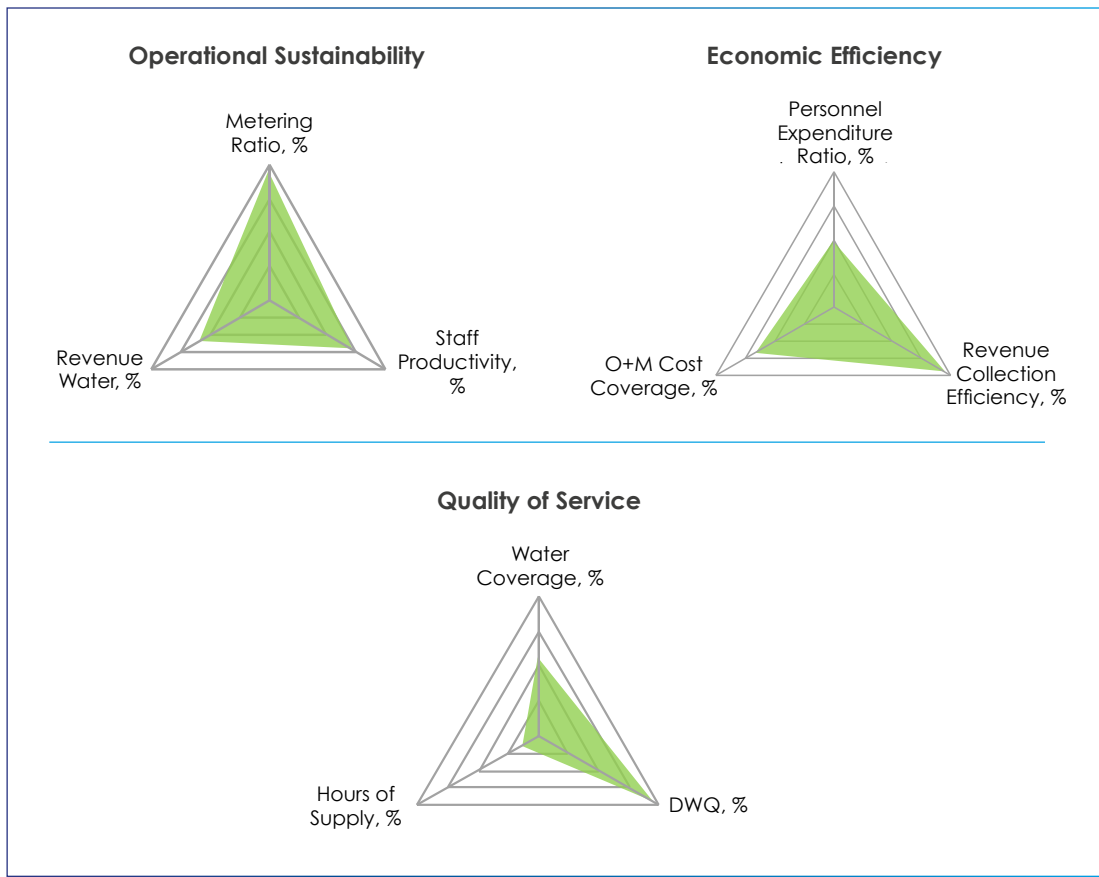 Operational Sustainability
Metering
Ratio, %
Revenue
Water, %
Staff
Productivity,
%
Economic Efficiency
Personnel
Expenditure
Ratio, %
O+M Cost
Coverage, %
Revenue
Collection
Efficiency, %
Quality of Service
Water
Coverage, %
Hours of
Supply, %
DWQ, %